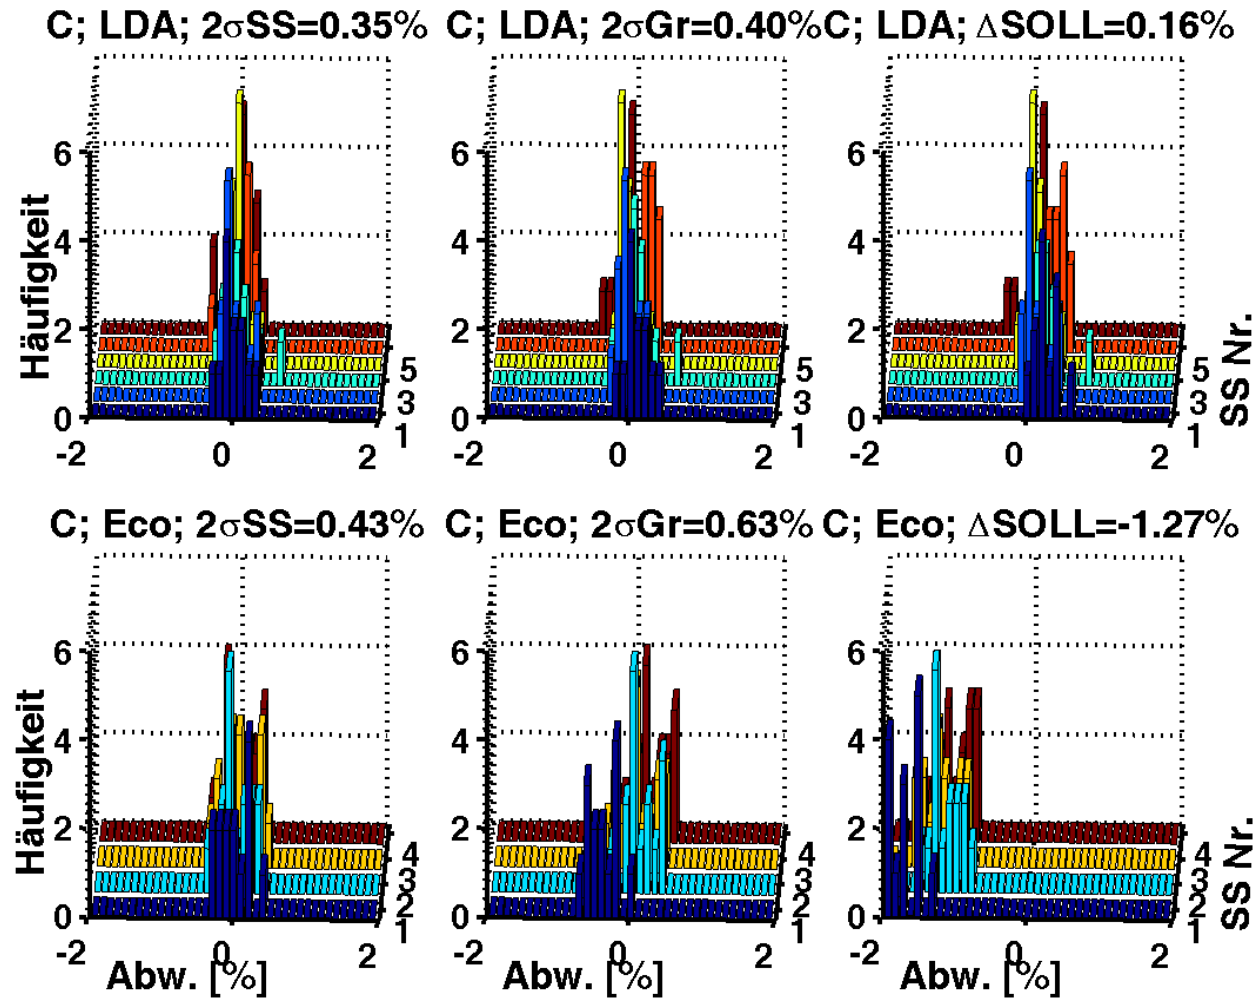 C; LDA; 2σSS=0.35% C; LDA; 2σGr=0.40% C; LDA; ΔSOLL=0.16%
6 6 6
4 4 4
2 2 2
0 0 0
Häufigkeit
5 5 5
3 3 3
1 1 1
SS Nr.
-2 0 2 -2 0 2 -2 0 2
C; Eco; 2σSS=0.43% C; Eco; 2σGr=0.63% C; Eco; ΔSOLL=-1.27%
6 6 6
4 4 4
2 2 2
0 0 0
Häufigkeit
4 4 4
3 3 3
2 2 2
1 1 1
SS Nr.
-2 0 2 -2 0 2 -2 0 2
Abw. [%] Abw. [%] Abw. [%]